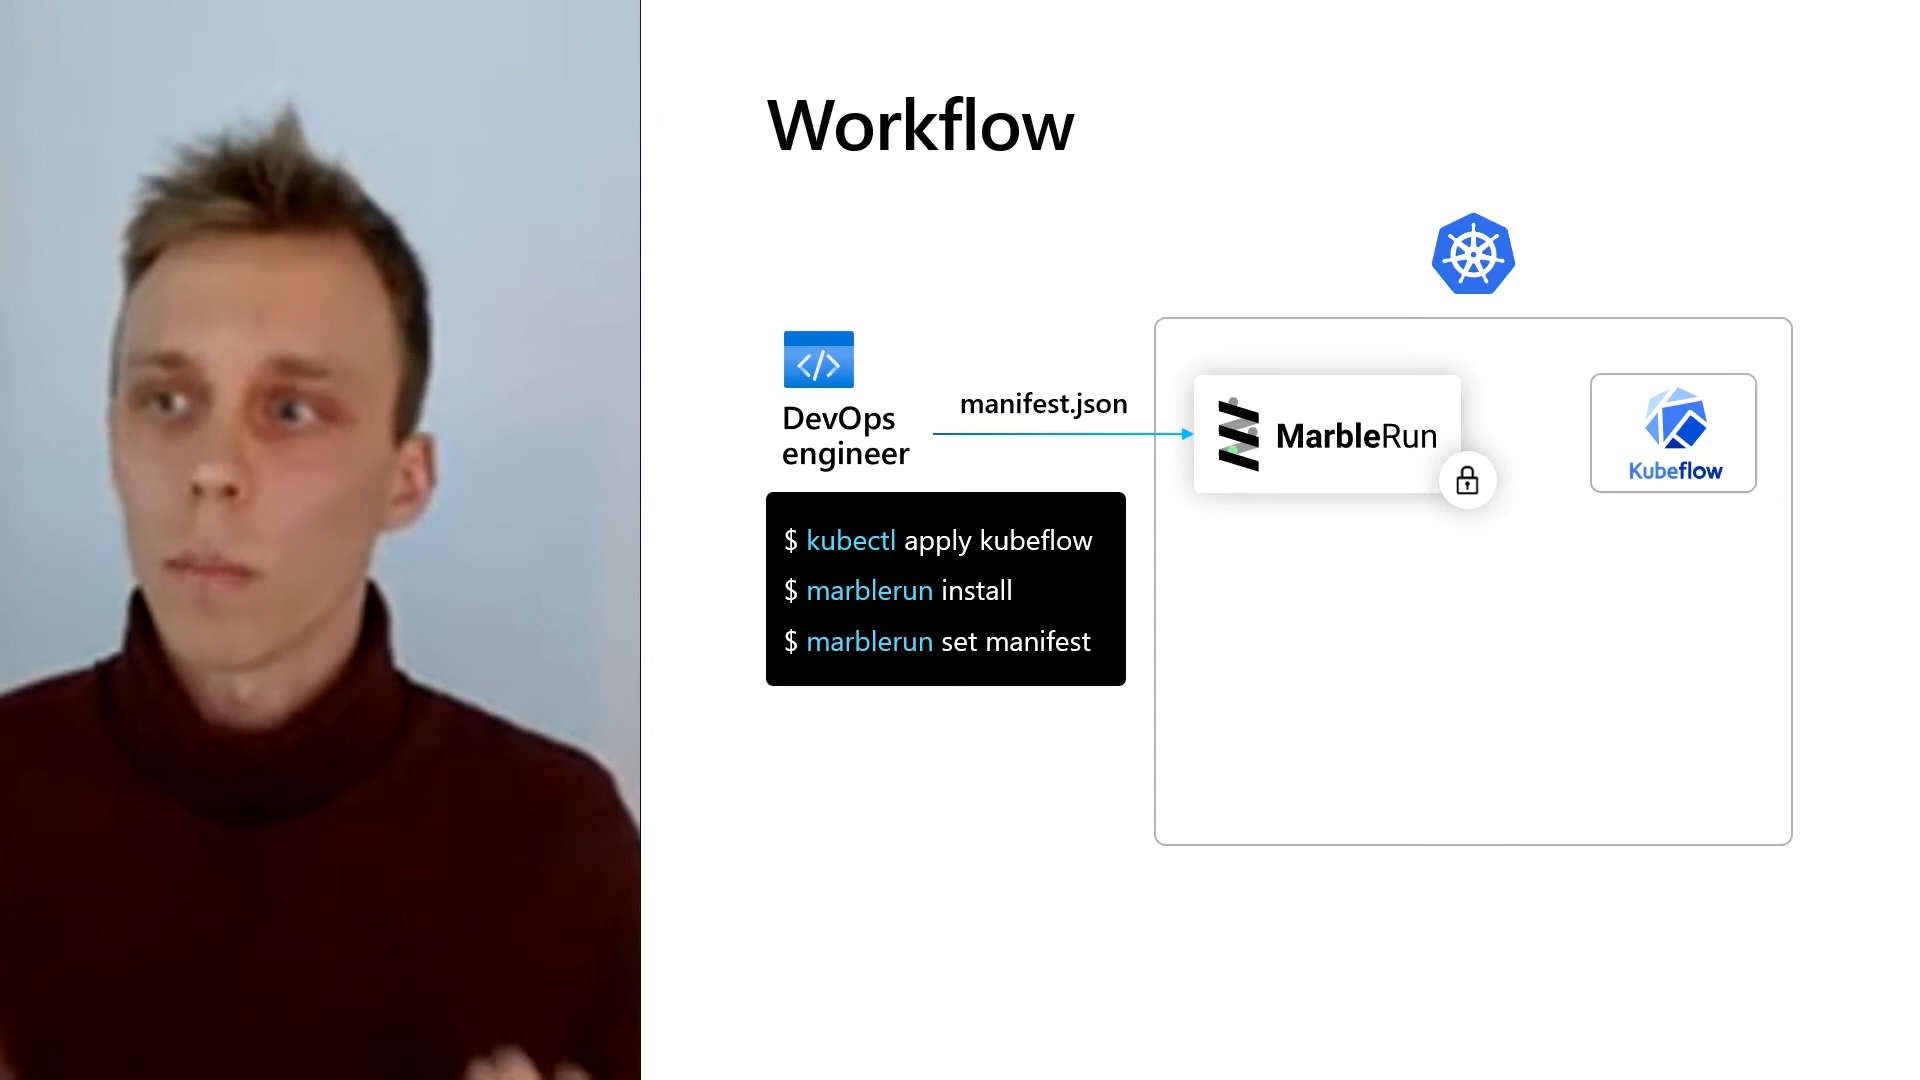 Workflow
</>
DevOps
engineer
manifest.json
MarbleRun
Kubeflow
$ kubectl apply kubeflow
$ marblerun install
$ marblerun set manifest